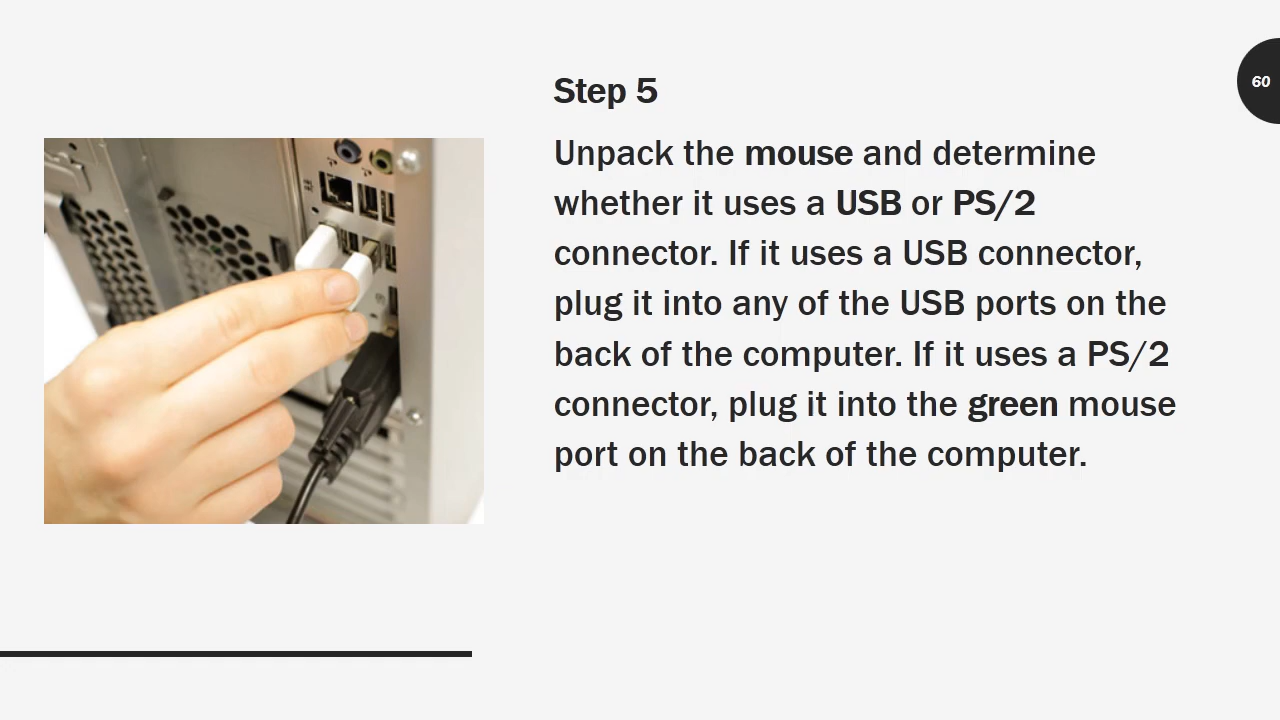 Step 5
60
Unpack the mouse and determine
whether it uses a USB or PS/2
connector. If it uses a USB connector,
plug it into any of the USB ports on the
back of the computer. If it uses a PS/2
connector, plug it into the green mouse
port on the back of the computer.